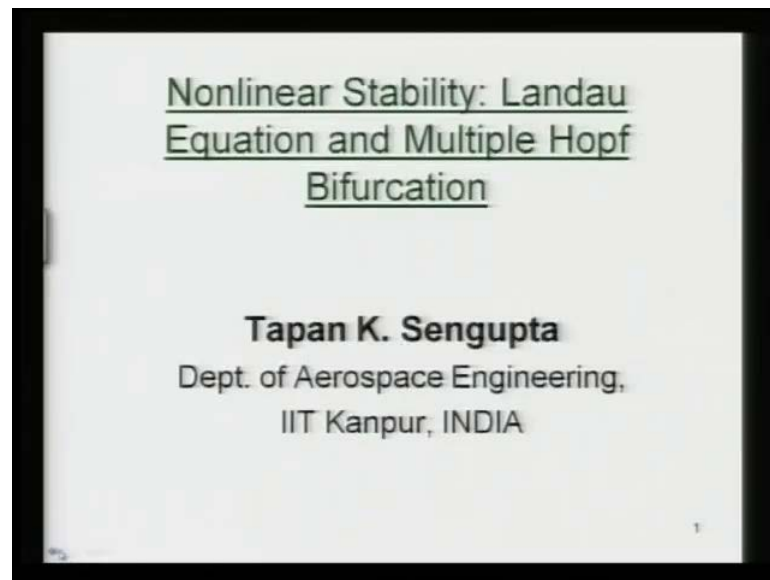 Nonlinear Stability: Landau
Equation and Multiple Hopf
Bifurcation
Tapan K. Sengupta
Dept. of Aerospace Engineering,
IIT Kanpur, INDIA
1